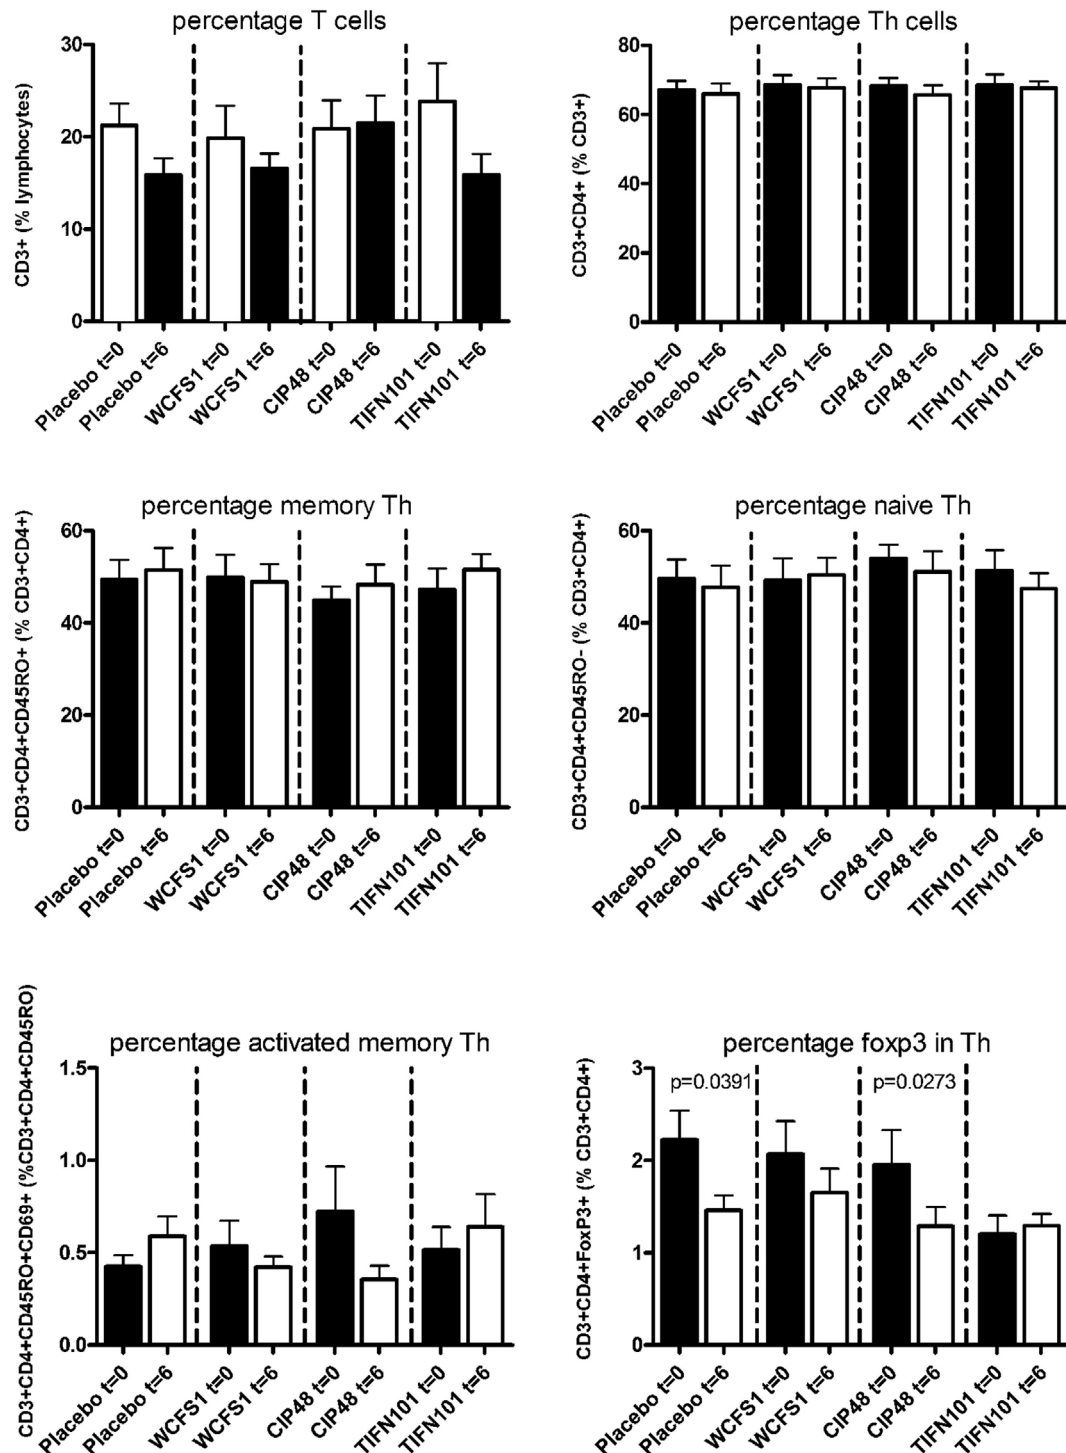 percentage T cells
CD3+ (% lymphocytes)
30
20
10
0
Placebo t=0
Placebo t=6
WCFS1 t=0
WCFS1 t=6
CIP48 t=0
CIP48 t=6
TIFN101 t=0
TIFN101 t=6
percentage Th cells
CD3+CD4+ (% CD3+)
80
60
40
20
0
Placebo t=0
Placebo t=6
WCFS1 t=0
WCFS1 t=6
CIP48 t=0
CIP48 t=6
TIFN101 t=0
TIFN101 t=6
percentage memory Th
CD3+CD4+CD45RO+ (% CD3+CD4+)
60
40
20
0
Placebo t=0
Placebo t=6
WCFS1 t=0
WCFS1 t=6
CIP48 t=0
CIP48 t=6
TIFN101 t=0
TIFN101 t=6
percentage naive Th
CD3+CD4+CD45RO- (% CD3+CD4+)
60
40
20
0
Placebo t=0
Placebo t=6
WCFS1 t=0
WCFS1 t=6
CIP48 t=0
CIP48 t=6
TIFN101 t=0
TIFN101 t=6
percentage activated memory Th
CD3+CD4+CD45RO+CD69+ (%CD3+CD4+CD45RO)
1.5
1.0
0.5
0.0
Placebo t=0
Placebo t=6
WCFS1 t=0
WCFS1 t=6
CIP48 t=0
CIP48 t=6
TIFN101 t=0
TIFN101 t=6
percentage foxp3 in Th
CD3+CD4+FoxP3+ (% CD3+CD4+)
3
2
1
0
p=0.0391
p=0.0273
Placebo t=0
Placebo t=6
WCFS1 t=0
WCFS1 t=6
CIP48 t=0
CIP48 t=6
TIFN101 t=0
TIFN101 t=6